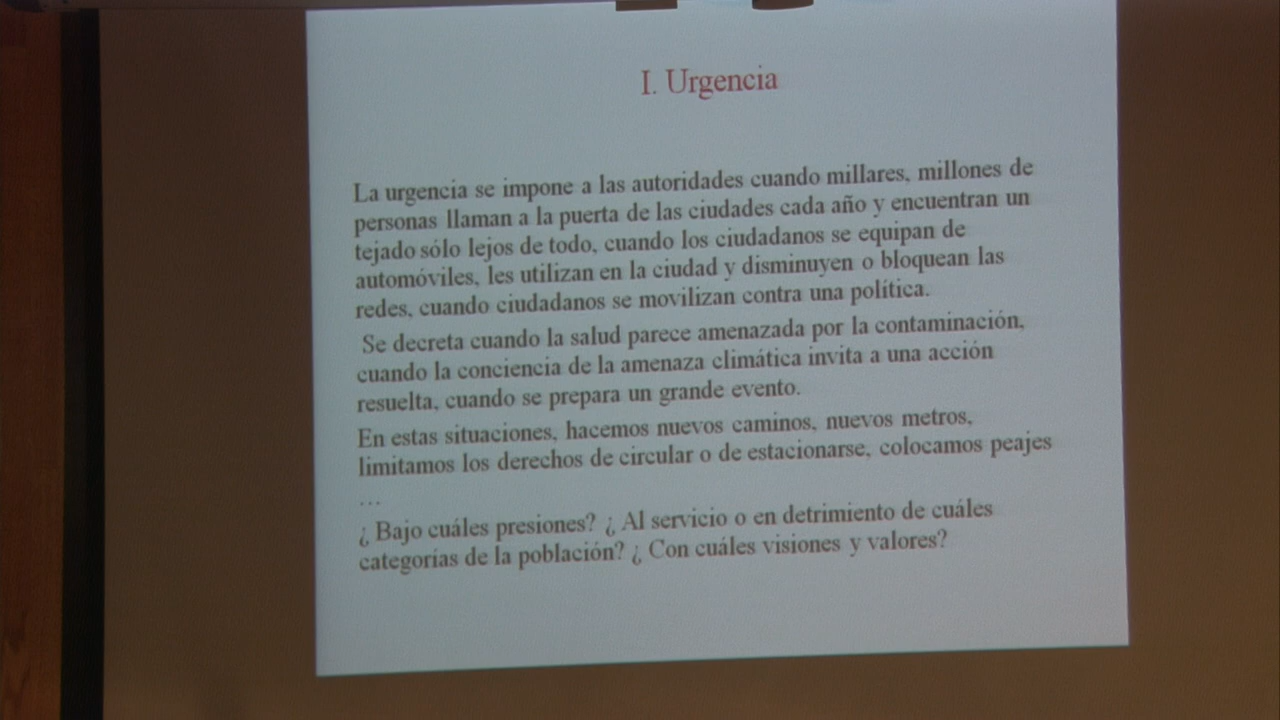 I. Urgencia
La urgencia se impone a las autoridades cuando millares, millones de
personas llaman a la puerta de las ciudades cada año y encuentran un
tejado sólo lejos de todo, cuando los ciudadanos se equipan de
automóviles, les utilizan en la ciudad y disminuyen o bloquean las
redes, cuando ciudadanos se movilizan contra una política.
Se decreta cuando la salud parece amenazada por la contaminación,
cuando la conciencia de la amenaza climática invita a una acción
resuelta, cuando se prepara un grande evento.
En estas situaciones, hacemos nuevos caminos, nuevos metros,
limitamos los derechos de circular o de estacionarse, colocamos peajes
…
¿ Bajo cuáles presiones? ¿ Al servicio o en detrimento de cuáles
categorías de la población? ¿ Con cuáles visiones y valores?